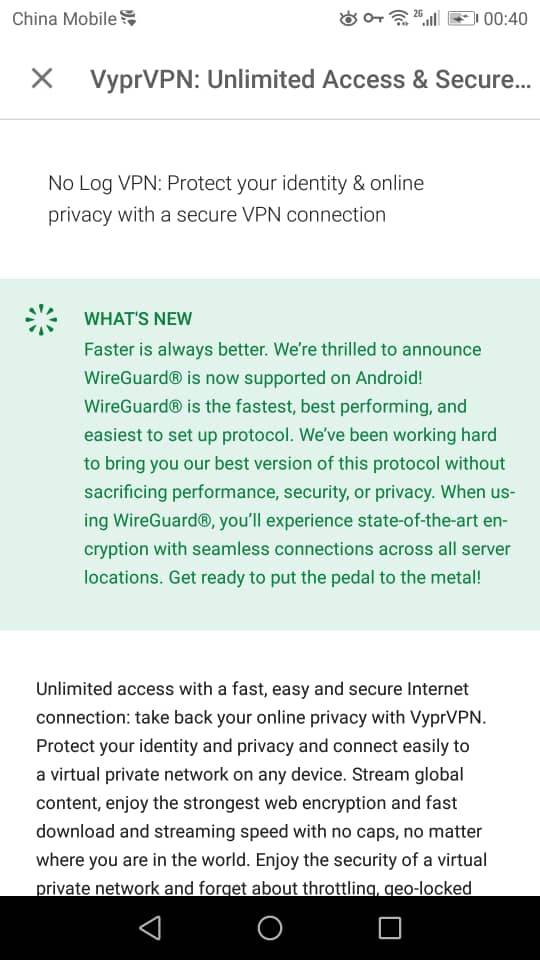 China Mobile 2G 00:40
VyprVPN: Unlimited Access & Secure...
No Log VPN: Protect your identity & online
privacy with a secure VPN connection
WHAT'S NEW
Faster is always better. We're thrilled to announce
WireGuard® is now supported on Android!
WireGuard® is the fastest, best performing, and
easiest to set up protocol. We've been working hard
to bring you our best version of this protocol without
sacrificing performance, security, or privacy. When us-
ing WireGuard®, you'll experience state-of-the-art en-
cryption with seamless connections across all server
locations. Get ready to put the pedal to the metal!
Unlimited access with a fast, easy and secure Internet
connection: take back your online privacy with VyprVPN.
Protect your identity and privacy and connect easily to
a virtual private network on any device. Stream global
content, enjoy the strongest web encryption and fast
download and streaming speed with no caps, no matter
where you are in the world. Enjoy the security of a virtual
private network and forget about throttling, geo-locked